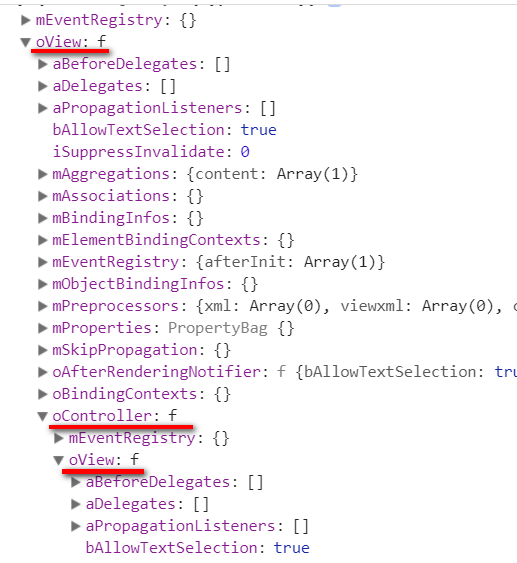 mEventRegistry: {}
oView: f
aBeforeDelegates: []
aDelegates: []
aPropagationListeners: []
bAllowTextSelection: true
iSuppressInvalidate: 0
mAggregations: {content: Array(1)}
mAssociations: {}
mBindingInfos: {}
mElementBindingContexts: {}
mEventRegistry: {afterInit: Array(1)}
mObjectBindingInfos: {}
mPreprocessors: {xml: Array(0), viewxml: Array(0), c
mProperties: PropertyBag {}
mSkipPropagation: {}
oAfterRenderingNotifier: f {bAllowTextSelection: tru
oBindingContexts: {}
oController: f
mEventRegistry: {}
oView: f
aBeforeDelegates: []
aDelegates: []
aPropagationListeners: []
bAllowTextSelection: true